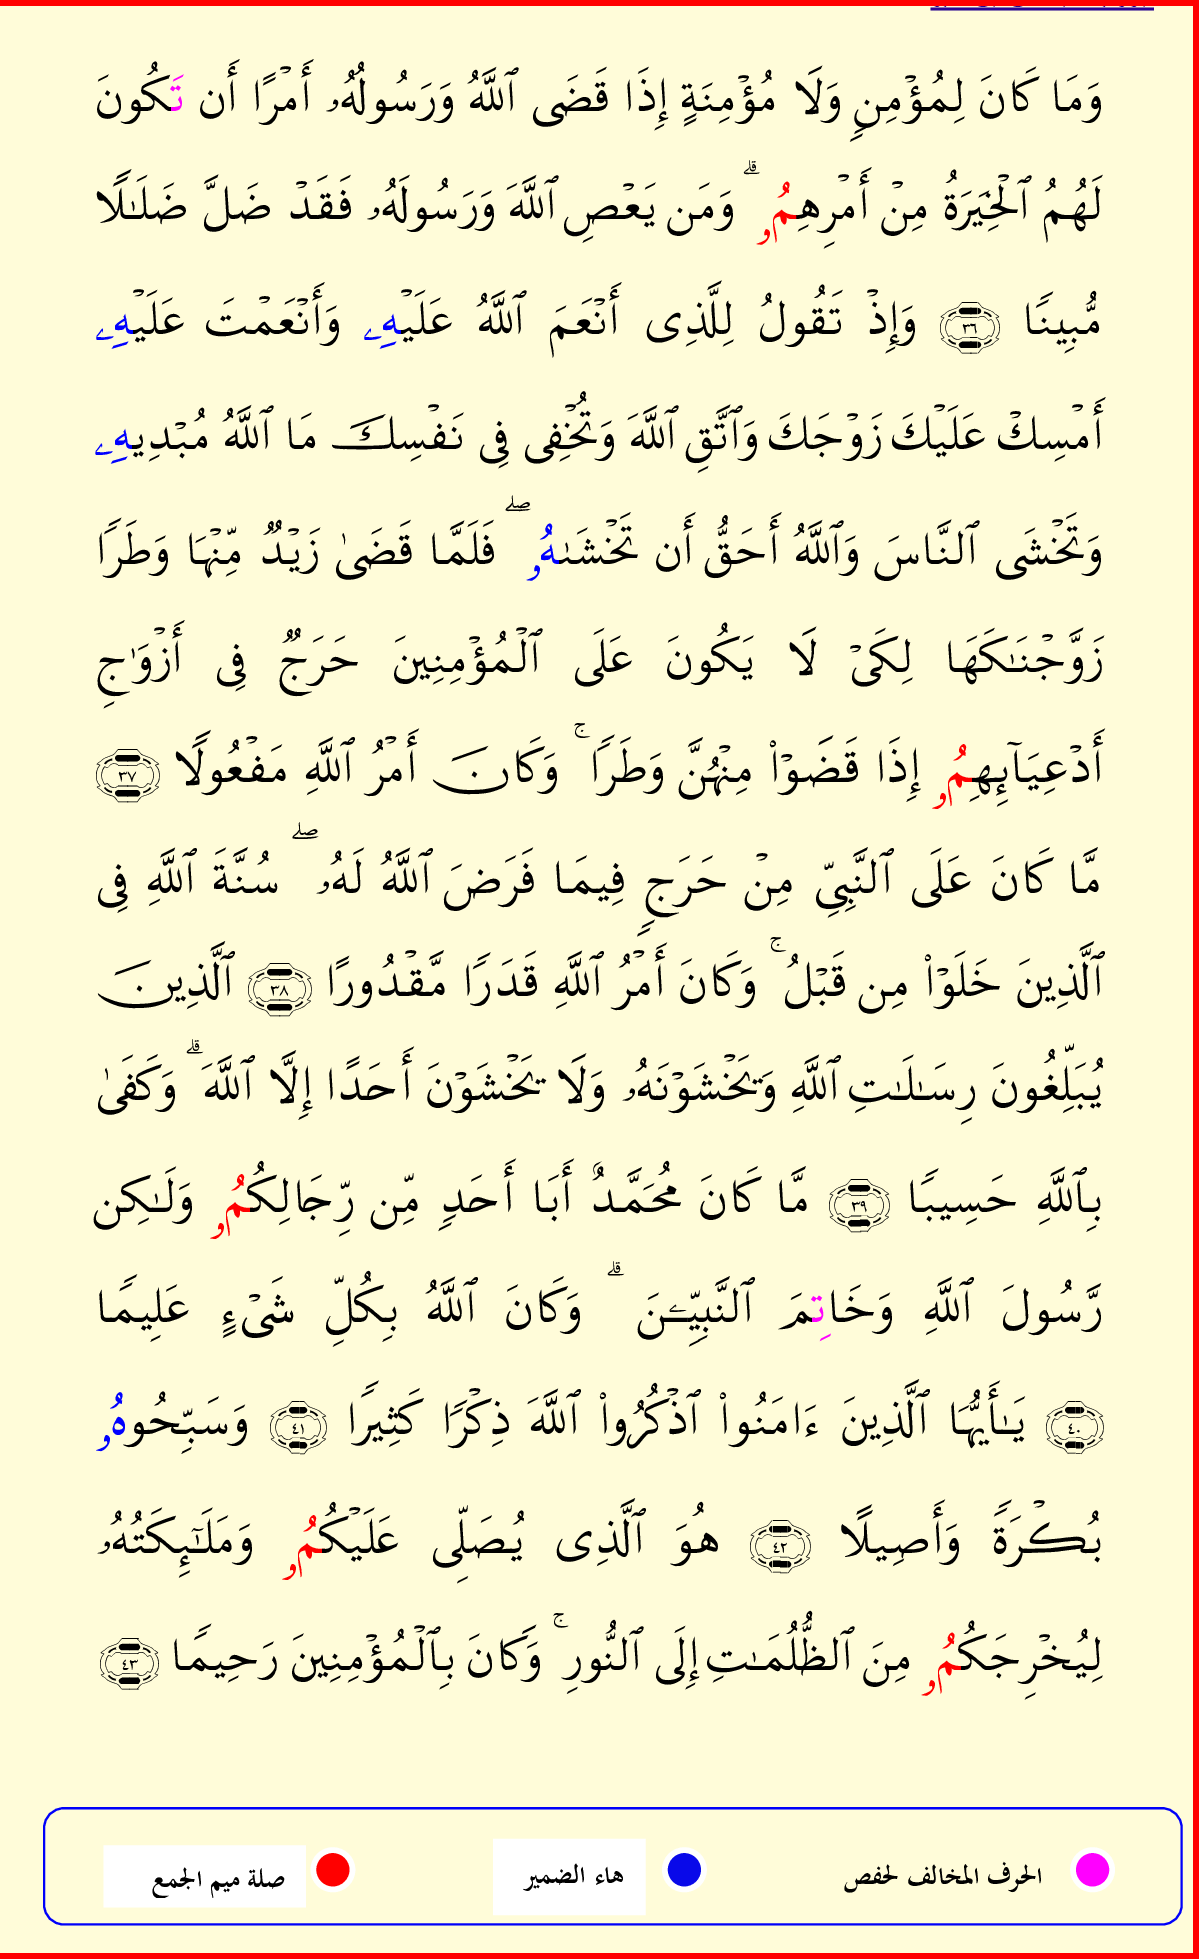 وَمَا كَانَ لِمُؤْمِنٍ وَلَا مُؤْمِنَةٍ إِذَا قَضَى ٱللَّهُ وَرَسُولُهُۥ أَمْرًا أَن تَكُونَ
لَهُمُ ٱلْخِيَرَةُ مِنْ أَمْرِهِمُۥ ۗ وَمَن يَعْصِ ٱللَّهَ وَرَسُولَهُۥ فَقَدْ ضَلَّ ضَلَـٰلًا
مُّبِينًا ٣٦ وَإِذْ تَقُولُ لِلَّذِى أَنْعَمَ ٱللَّهُ عَلَيْهِۦ وَأَنْعَمْتَ عَلَيْهِۦ
أَمْسِكْ عَلَيْكَ زَوْجَكَ وَٱتَّقِ ٱللَّهَ وَتُخْفِى فِى نَفْسِكَ مَا ٱللَّهُ مُبْدِيهِۦ
وَتَخْشَى ٱلنَّاسَ وَٱللَّهُ أَحَقُّ أَن تَخْشَىٰهُۥ ۖ فَلَمَّا قَضَىٰ زَيْدٌ مِّنْهَا وَطَرًا
زَوَّجْنَـٰكَهَا لِكَىْ لَا يَكُونَ عَلَى ٱلْمُؤْمِنِينَ حَرَجٌ فِى أَزْوَٰجِ
أَدْعِيَآئِهِمُۥ إِذَا قَضَوْا۟ مِنْهُنَّ وَطَرًا ۚ وَكَانَ أَمْرُ ٱللَّهِ مَفْعُولًا ٣٧
مَّا كَانَ عَلَى ٱلنَّبِىِّ مِنْ حَرَجٍ فِيمَا فَرَضَ ٱللَّهُ لَهُۥ ۖ سُنَّةَ ٱللَّهِ فِى
ٱلَّذِينَ خَلَوْا۟ مِن قَبْلُ ۚ وَكَانَ أَمْرُ ٱللَّهِ قَدَرًا مَّقْدُورًا ٣٨ ٱلَّذِينَ
يُبَلِّغُونَ رِسَـٰلَـٰتِ ٱللَّهِ وَيَخْشَوْنَهُۥ وَلَا يَخْشَوْنَ أَحَدًا إِلَّا ٱللَّهَ ۗ وَكَفَىٰ
بِٱللَّهِ حَسِيبًا ٣٩ مَّا كَانَ مُحَمَّدٌ أَبَا أَحَدٍ مِّن رِّجَالِكُمُۥ وَلَـٰكِن
رَّسُولَ ٱللَّهِ وَخَاتِمَ ٱلنَّبِيِّـۧنَ ۗ وَكَانَ ٱللَّهُ بِكُلِّ شَىْءٍ عَلِيمًا
٤٠ يَـٰأَيُّهَا ٱلَّذِينَ ءَامَنُوا۟ ٱذْكُرُوا۟ ٱللَّهَ ذِكْرًا كَثِيرًا ٤١ وَسَبِّحُوهُۥ
بُكْرَةً وَأَصِيلًا ٤٢ هُوَ ٱلَّذِى يُصَلِّى عَلَيْكُمُۥ وَمَلَـٰٓئِكَتُهُۥ
لِيُخْرِجَكُمُۥ مِنَ ٱلظُّلُمَـٰتِ إِلَى ٱلنُّورِ ۚ وَكَانَ بِٱلْمُؤْمِنِينَ رَحِيمًا ٤٣
الحرف المخالف لحفص هاء الضمير صلة ميم الجمع